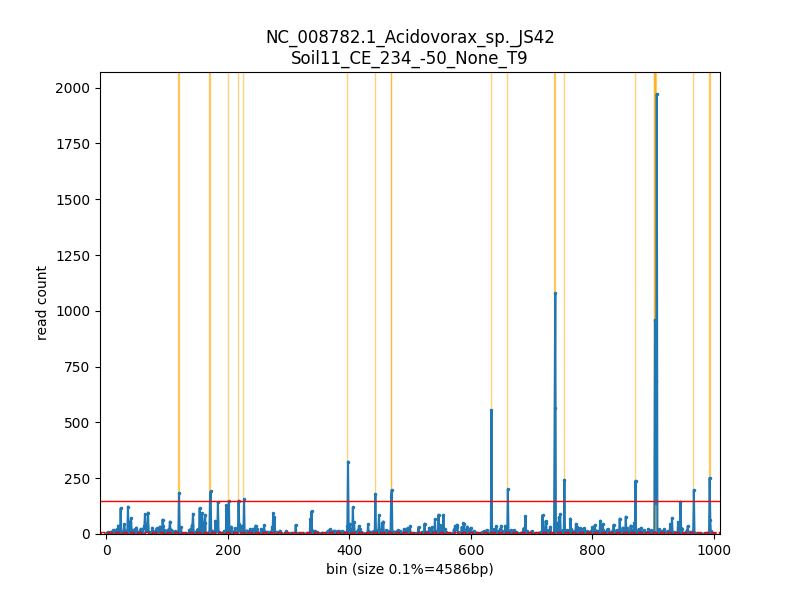 NC_008782.1_Acidovorax_sp._JS42
Soil11_CE_234_-50_None_T9
2000
1750
1500
1250
1000
750
500
250
0
read count
0 200 400 600 800 1000
bin (size 0.1%=4586bp)